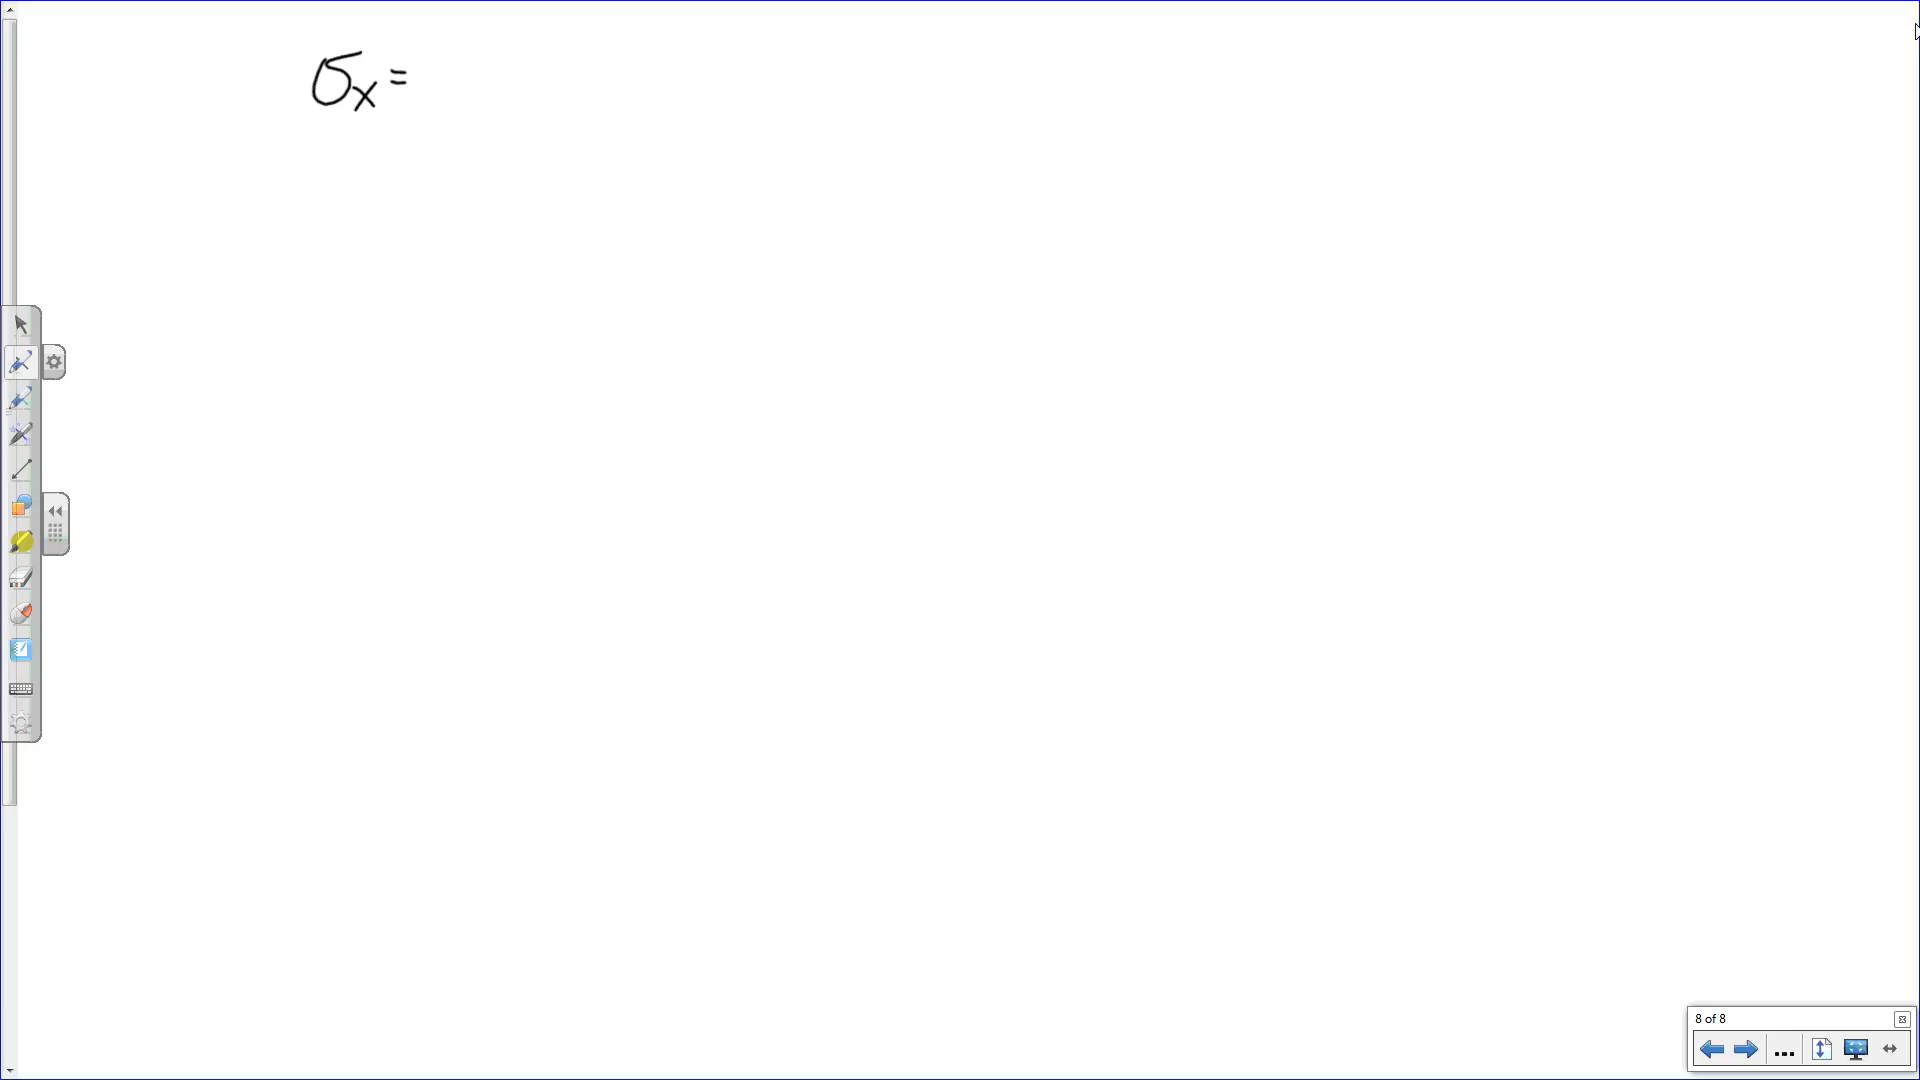 σx =
8 of 8